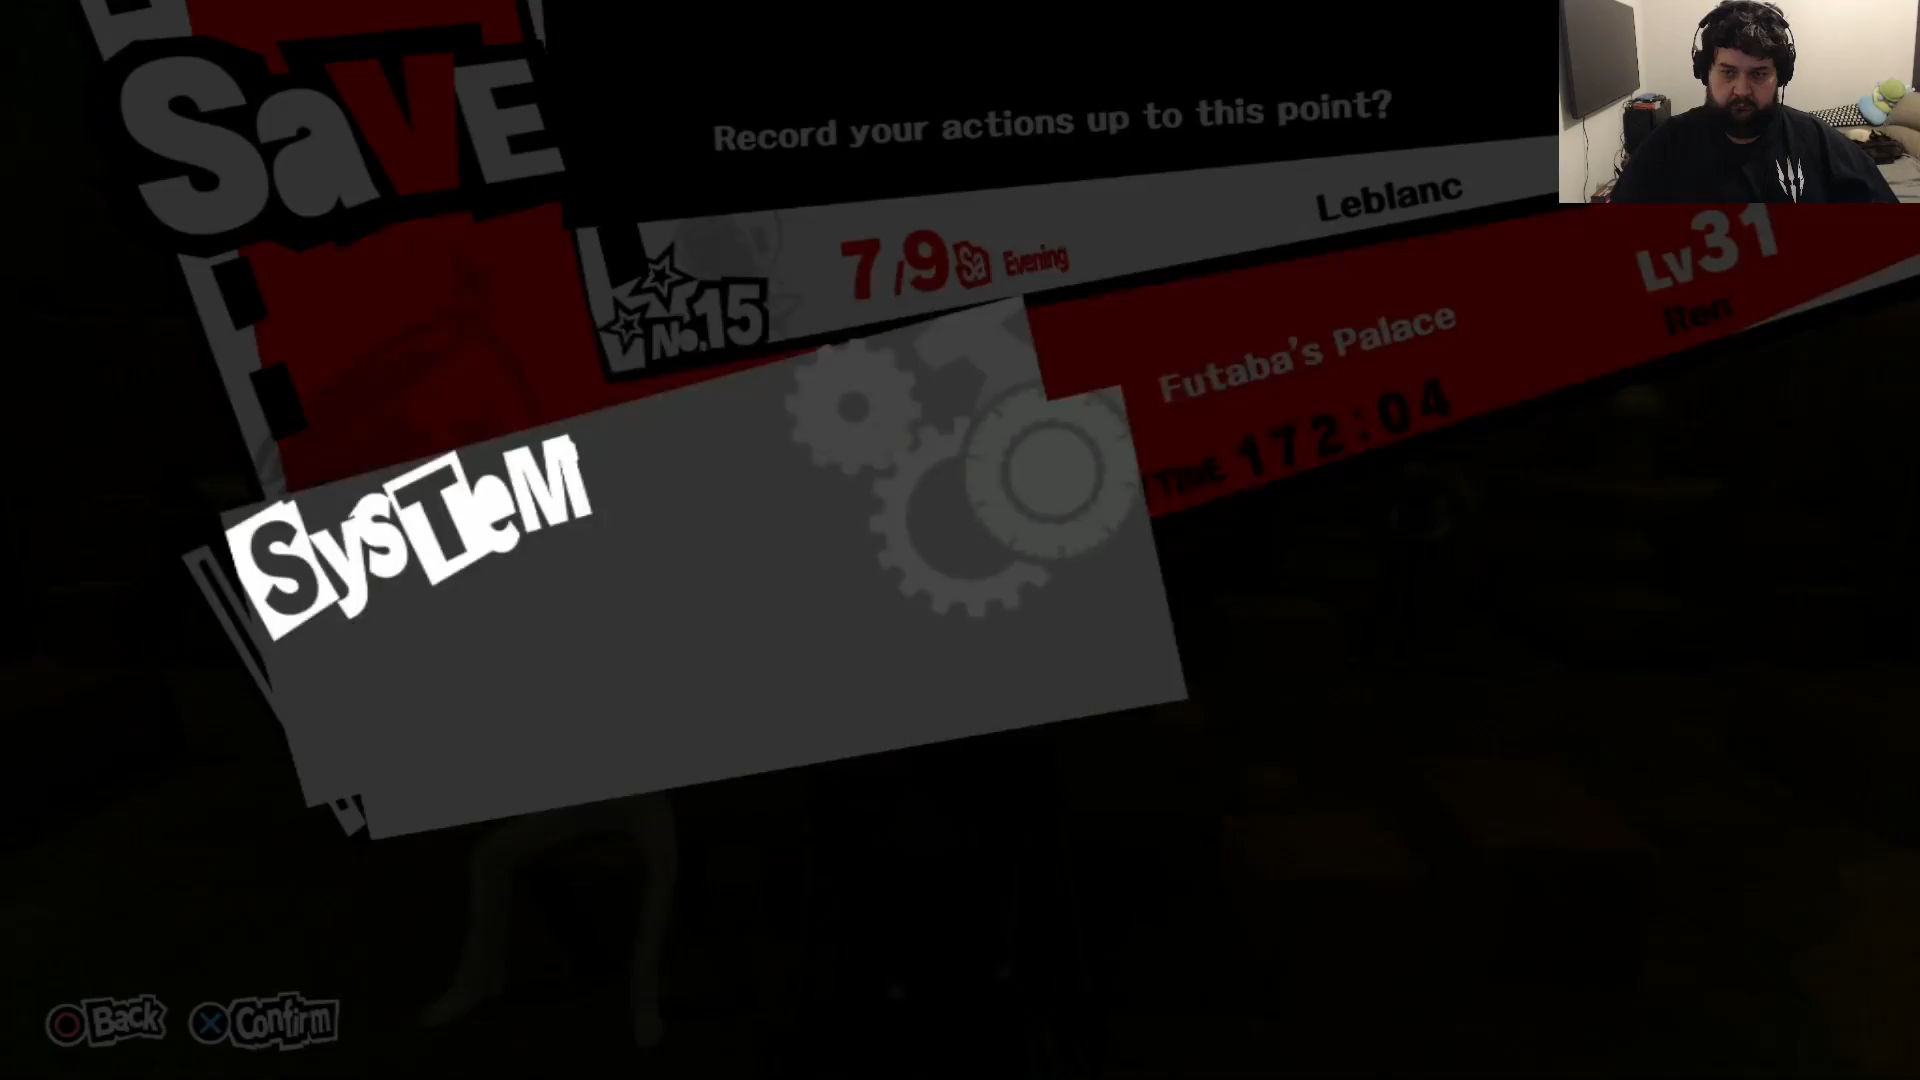 SaVE
Record your actions up to this point?
Leblanc
No.15
7/9 Sa Evening
Lv31
Ren
Futaba's Palace
TIME 172:04
SysTeM
Back
Confirm